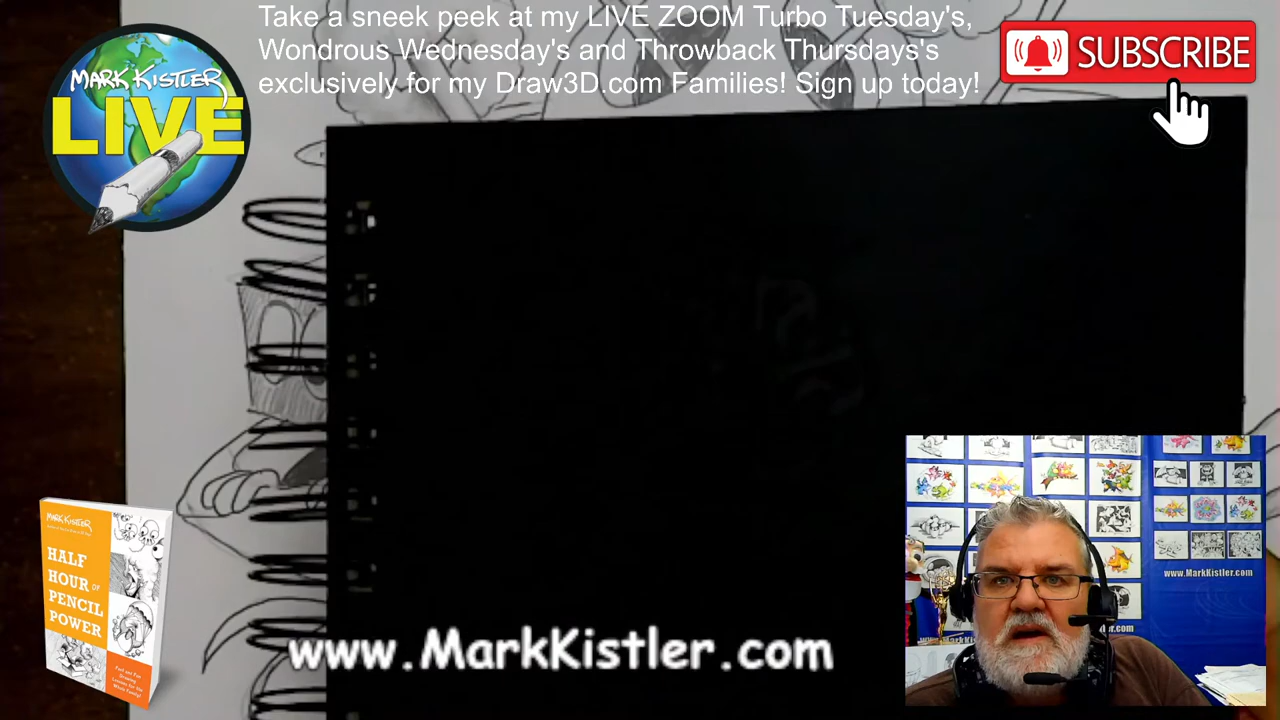 Take a sneek peek at my LIVE ZOOM Turbo Tuesday's,
Wondrous Wednesday's and Throwback Thursdays's
exclusively for my Draw3D.com Families! Sign up today!
SUBSCRIBE
MARK KISTLER
LIVE
MARK KISTLER
HALF
HOUR OF
PENCIL
POWER
www.MarkKistler.com
www.MarkKistler.com